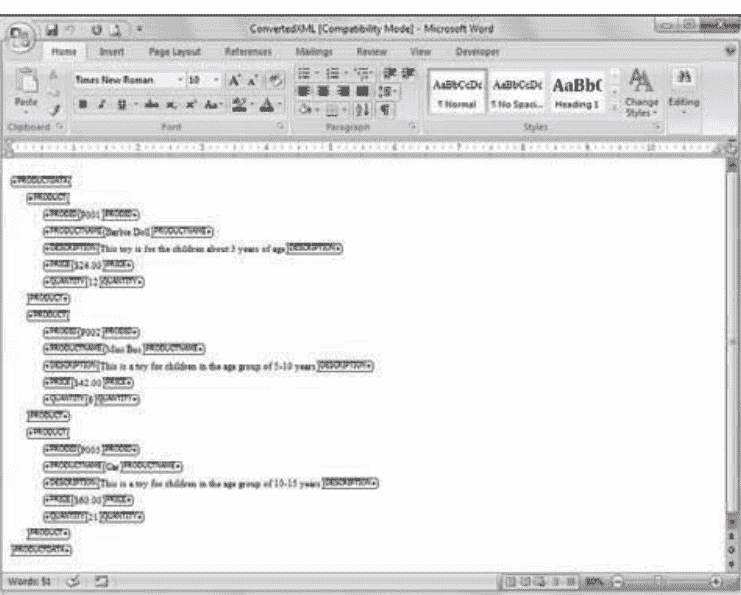 ConvertedXML [Compatibility Mode] - Microsoft Word
Home Insert Page Layout References Mailings Review View Developer
Times New Roman 10
Paste
AaBbCcDc AaBbCcDc AaBbC
¶ Normal ¶ No Spaci... Heading 1
Change Styles
Editing
Clipboard Font Paragraph Styles
PRODUCTDATA
PRODUCT
PRODID P001 PRODID
PRODUCTNAME Barbie Doll PRODUCTNAME
DESCRIPTION This toy is for the children about 3 years of age DESCRIPTION
PRICE $24.00 PRICE
QUANTITY 12 QUANTITY
PRODUCT
PRODUCT
PRODID P002 PRODID
PRODUCTNAME Mini Bus PRODUCTNAME
DESCRIPTION This is a toy for children in the age group of 5-10 years DESCRIPTION
PRICE $42.00 PRICE
QUANTITY QUANTITY
PRODUCT
PRODUCT
PRODID PRODID
PRODUCTNAME Car PRODUCTNAME
DESCRIPTION This is a toy for children in the age group of 10-15 years DESCRIPTION
PRICE $60.00 PRICE
QUANTITY 21 QUANTITY
PRODUCT
PRODUCTDATA
Words: 51
80%